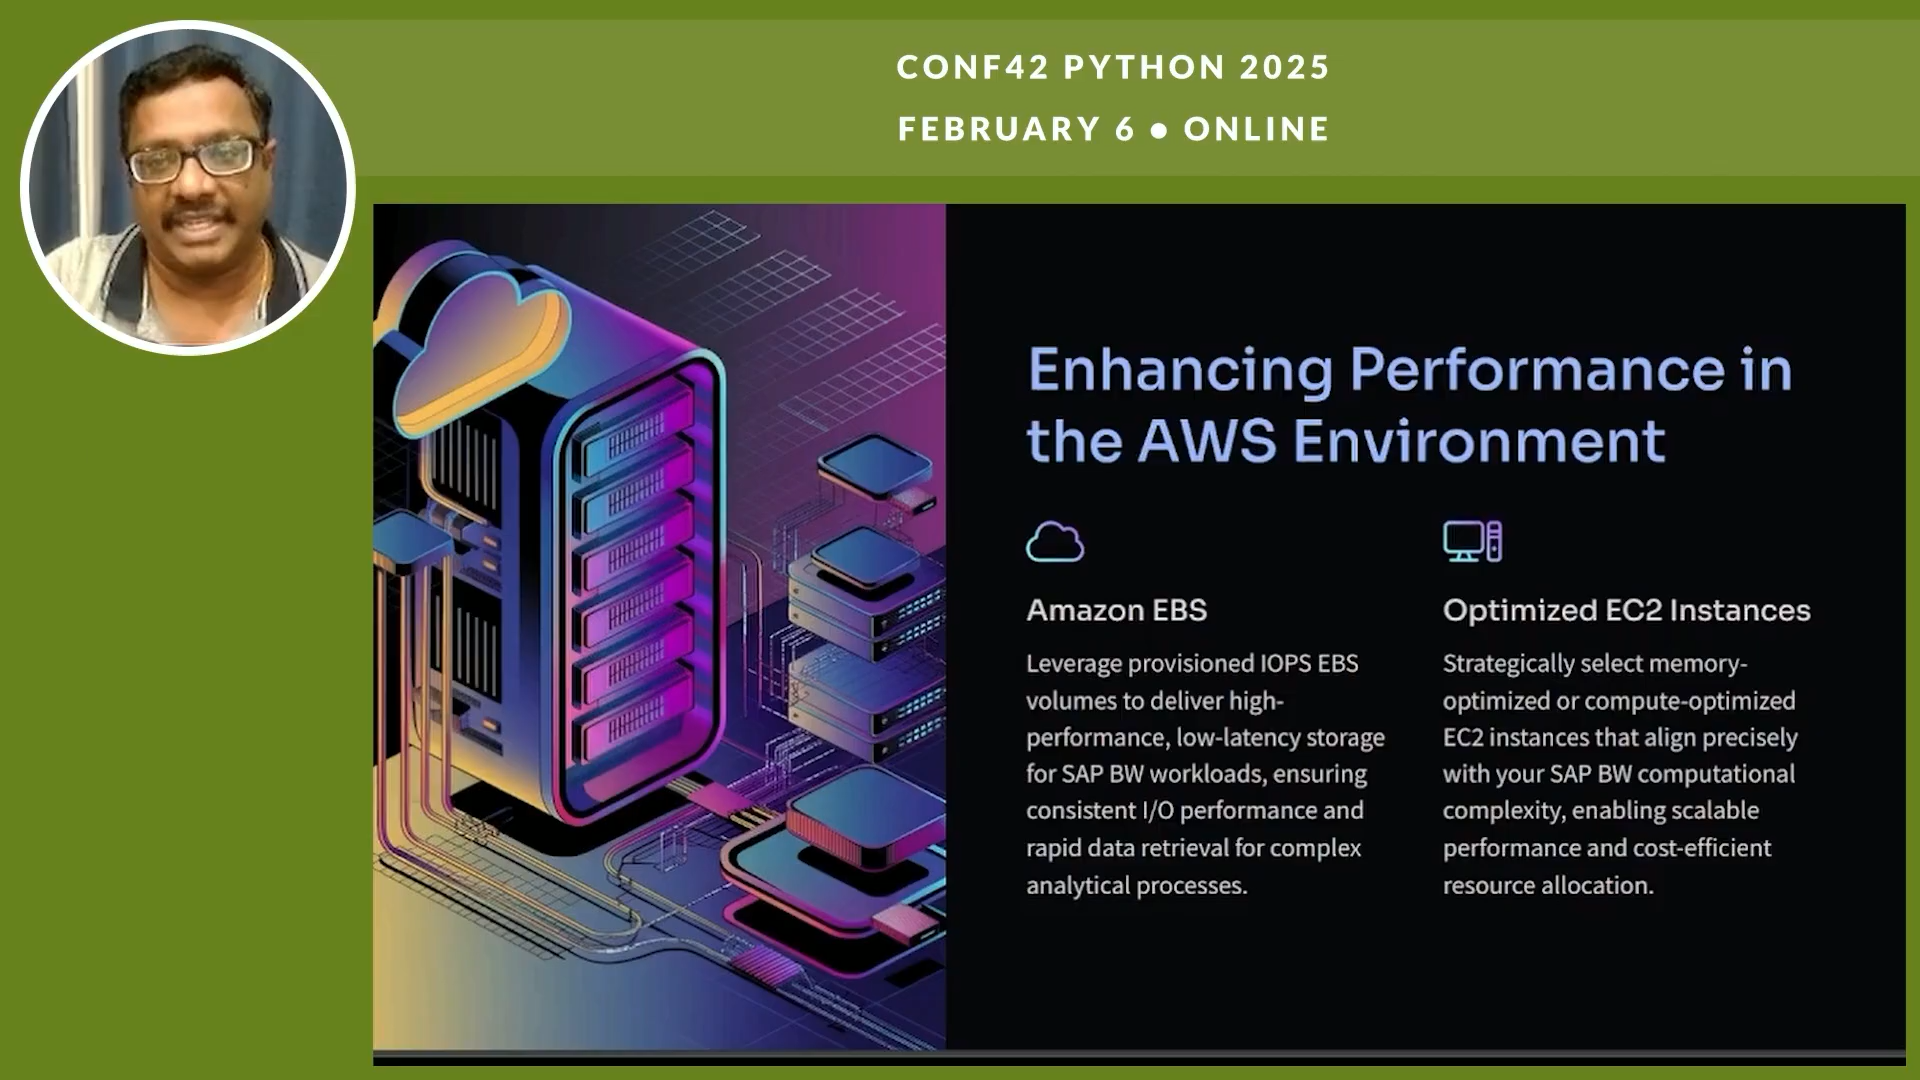 CONF42 PYTHON 2025
FEBRUARY 6 ● ONLINE
Enhancing Performance in
the AWS Environment
Amazon EBS
Leverage provisioned IOPS EBS
volumes to deliver high-
performance, low-latency storage
for SAP BW workloads, ensuring
consistent I/O performance and
rapid data retrieval for complex
analytical processes.
Optimized EC2 Instances
Strategically select memory-
optimized or compute-optimized
EC2 instances that align precisely
with your SAP BW computational
complexity, enabling scalable
performance and cost-efficient
resource allocation.